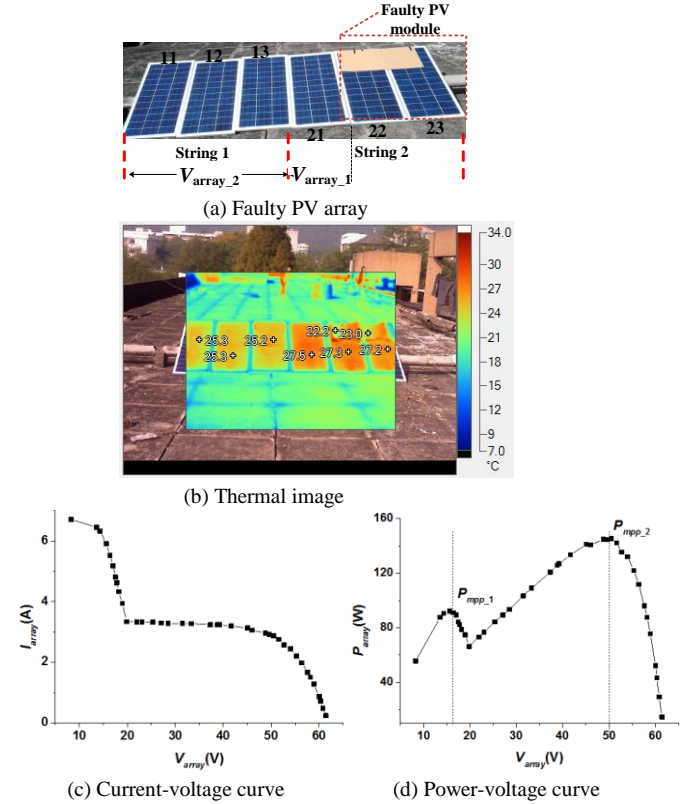 Faulty PV
module
11 12 13
21 22 23
String 1 String 2
Varray_2 Varray_1
(a) Faulty PV array
34.0
30
27
24
21
18
15
12
9
7.0
°C
22.2 23.0
25.3 25.2
25.3 27.5 27.3 27.2
(b) Thermal image
Iarray(A)
6
4
2
0
10 20 30 40 50 60
Varray(V)
(c) Current-voltage curve
Parray(W)
160
120
80
40
Pmpp_1
Pmpp_2
10 20 30 40 50 60
Varray(V)
(d) Power-voltage curve